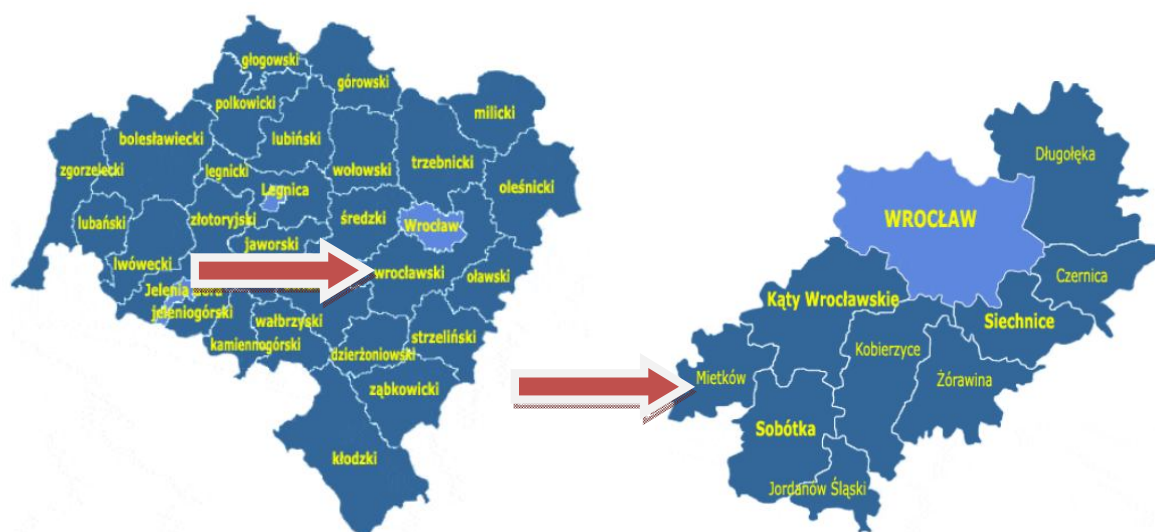 głogowski
górowski
polkowicki
milicki
bolesławiecki
lubiński
trzebnicki
zgorzelecki
legnicki
wołowski
oleśnicki
Legnica
lubański
złotoryjski
średzki
Wrocław
jaworski
lwówecki
wrocławski
oławski
Jelenia Góra
jeleniogórski
wałbrzyski
strzeliński
kamiennogórski
dzierżoniowski
ząbkowicki
kłodzki
Długołęka
WROCŁAW
Czernica
Kąty Wrocławskie
Siechnice
Kobierzyce
Mietków
Żórawina
Sobótka
Jordanów Śląski